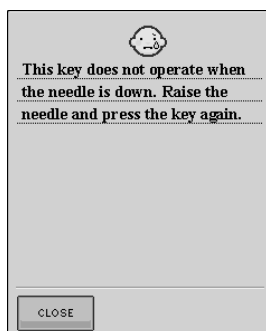 This key does not operate when
the needle is down. Raise the
needle and press the key again.
CLOSE